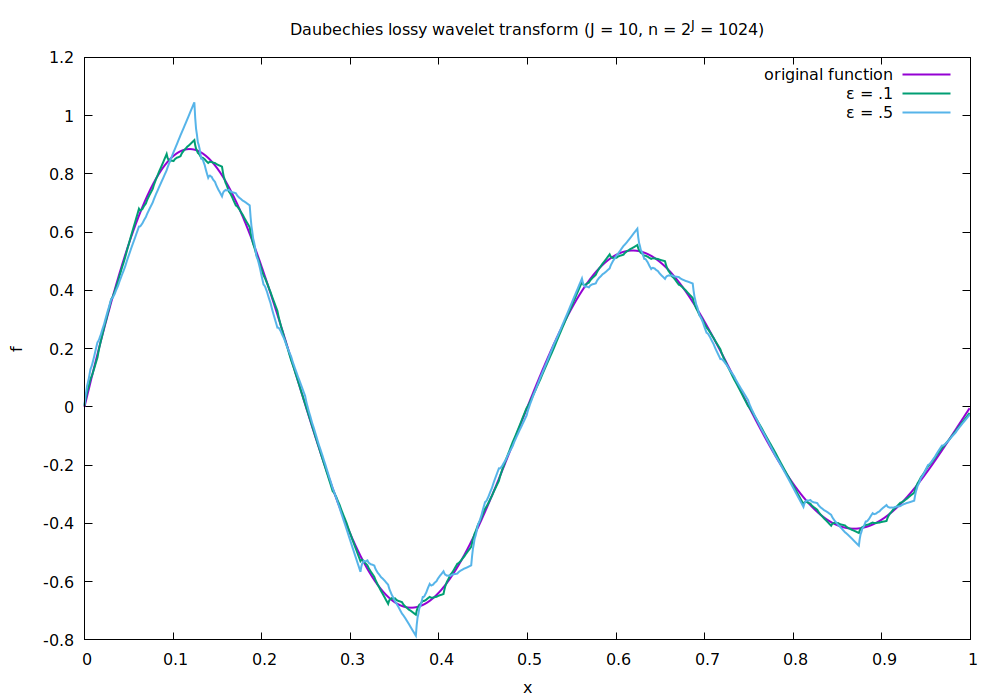 Daubechies lossy wavelet transform (J = 10, n = 2^J = 1024)
original function
ε = .1
ε = .5
1.2
1
0.8
0.6
0.4
0.2
0
-0.2
-0.4
-0.6
-0.8
f
0 0.1 0.2 0.3 0.4 0.5 0.6 0.7 0.8 0.9 1
x